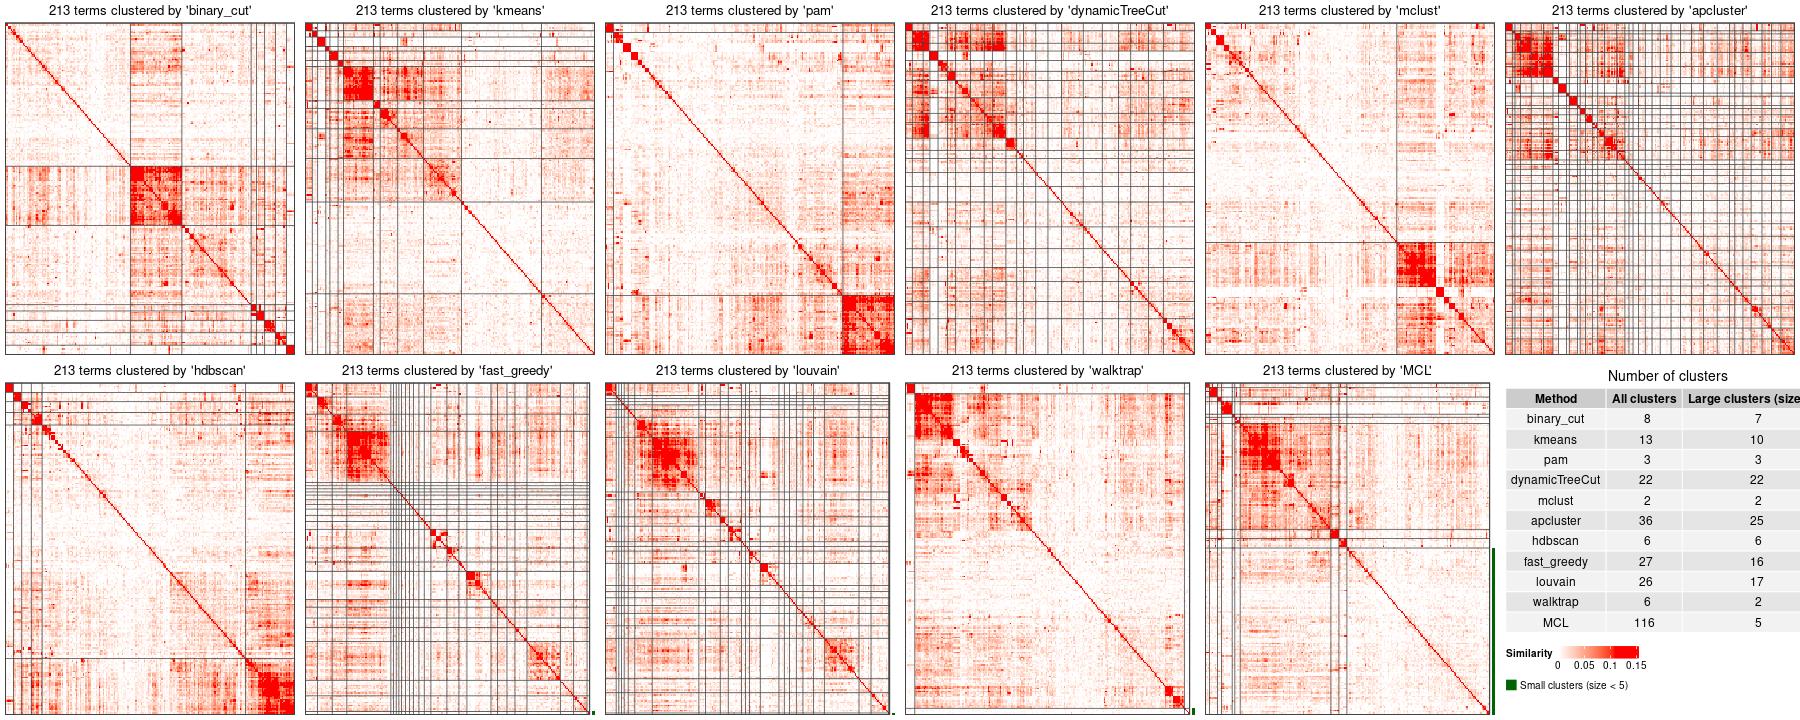 213 terms clustered by 'binary_cut'
213 terms clustered by 'kmeans'
213 terms clustered by 'pam'
213 terms clustered by 'dynamicTreeCut'
213 terms clustered by 'mclust'
213 terms clustered by 'apcluster'
213 terms clustered by 'hdbscan'
213 terms clustered by 'fast_greedy'
213 terms clustered by 'louvain'
213 terms clustered by 'walktrap'
213 terms clustered by 'MCL'
Number of clusters
Method All clusters Large clusters (size
binary_cut 8 7
kmeans 13 10
pam 3 3
dynamicTreeCut 22 22
mclust 2 2
apcluster 36 25
hdbscan 6 6
fast_greedy 27 16
louvain 26 17
walktrap 6 2
MCL 116 5
Similarity
0 0.05 0.1 0.15
Small clusters (size < 5)